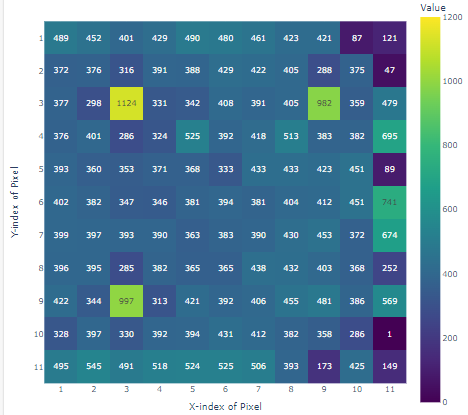 Value
1 489 452 401 429 490 480 461 423 421 87 121
2 372 376 316 391 388 429 422 405 288 375 47
3 377 298 1124 331 342 408 391 405 982 359 479
4 376 401 286 324 525 392 418 513 383 382 695
5 393 360 353 371 368 333 433 433 423 451 89
6 402 382 347 346 381 394 381 404 412 451 741
7 399 397 393 390 363 383 390 430 453 372 674
8 396 395 285 382 365 365 438 432 403 368 252
9 422 344 997 313 421 392 406 455 481 386 569
10 328 397 330 392 394 431 412 382 358 286 1
11 495 545 491 518 524 525 506 393 173 425 149
1 2 3 4 5 6 7 8 9 10 11
X-index of Pixel
Y-index of Pixel
1200
1000
800
600
400
200
0